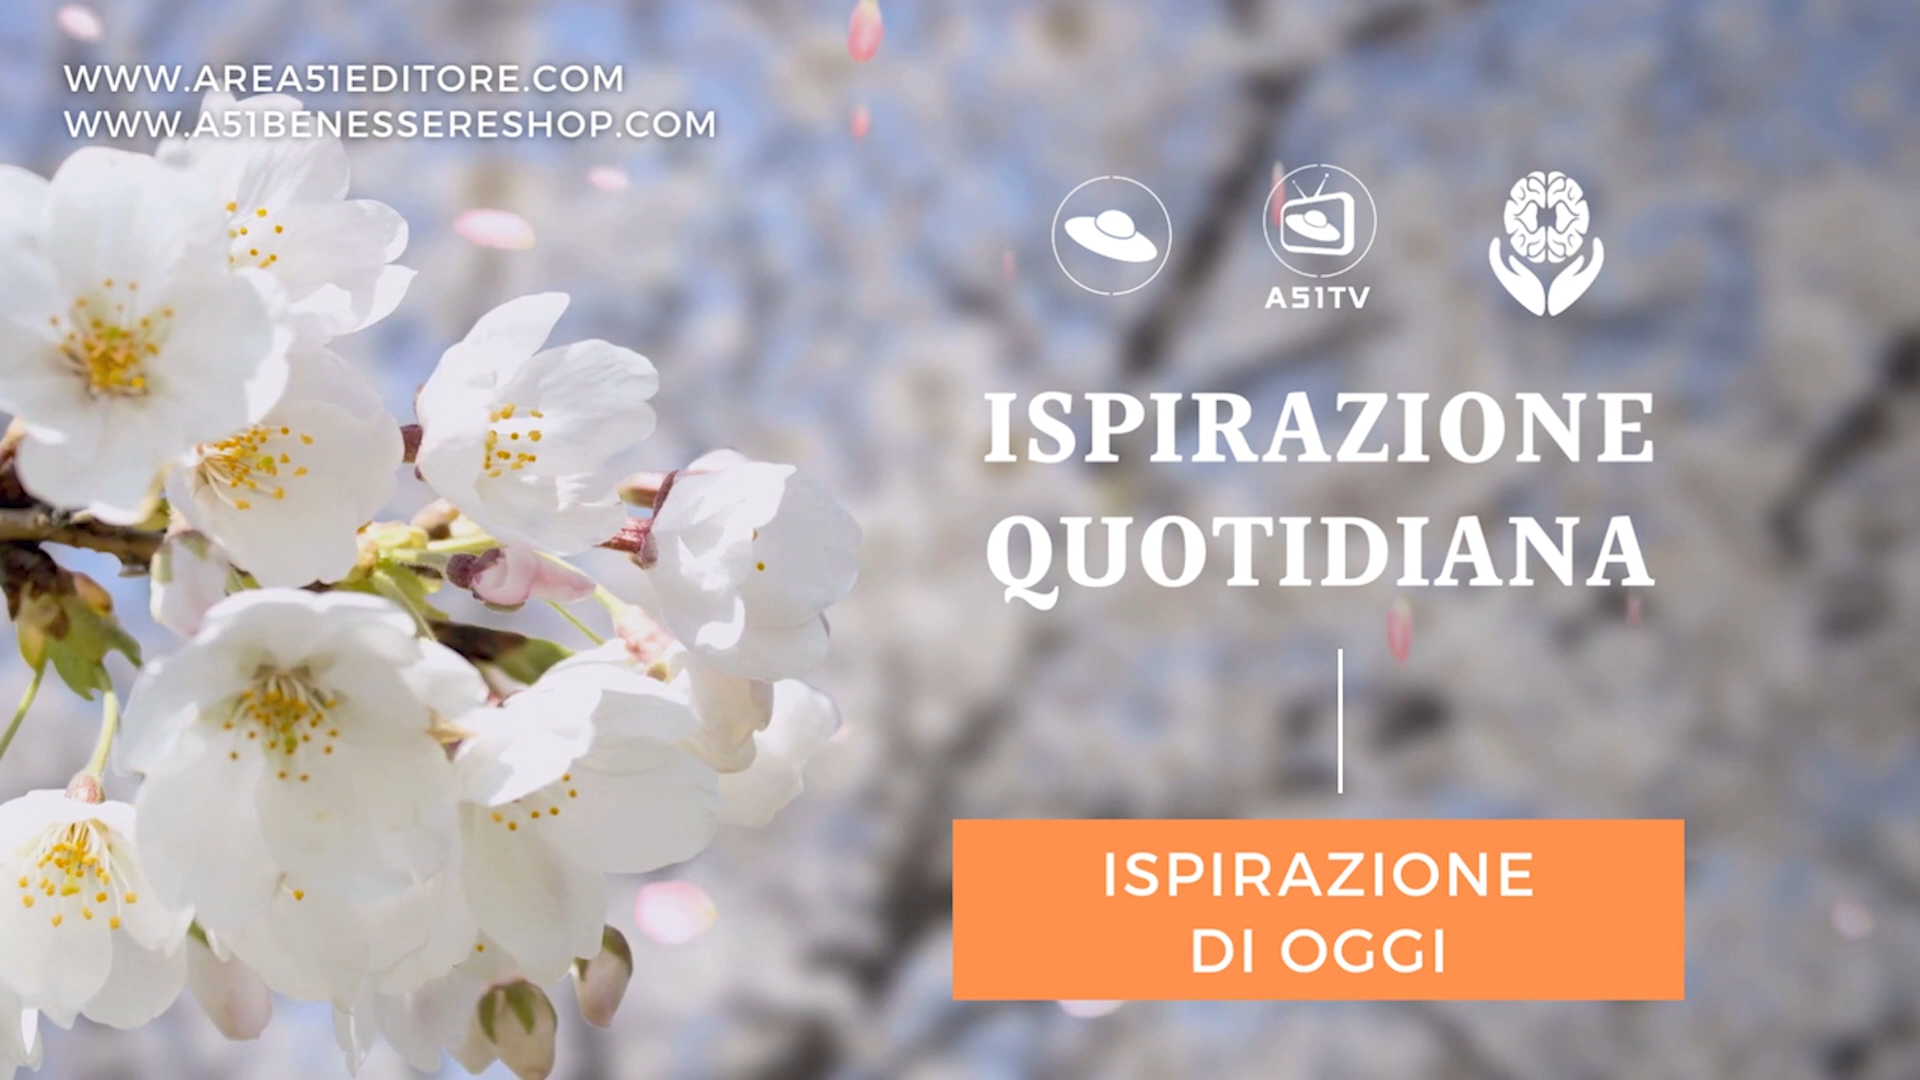 WWW.AREA51EDITORE.COM
WWW.A51BENESSERESHOP.COM
A51TV
ISPIRAZIONE
QUOTIDIANA
ISPIRAZIONE
DI OGGI